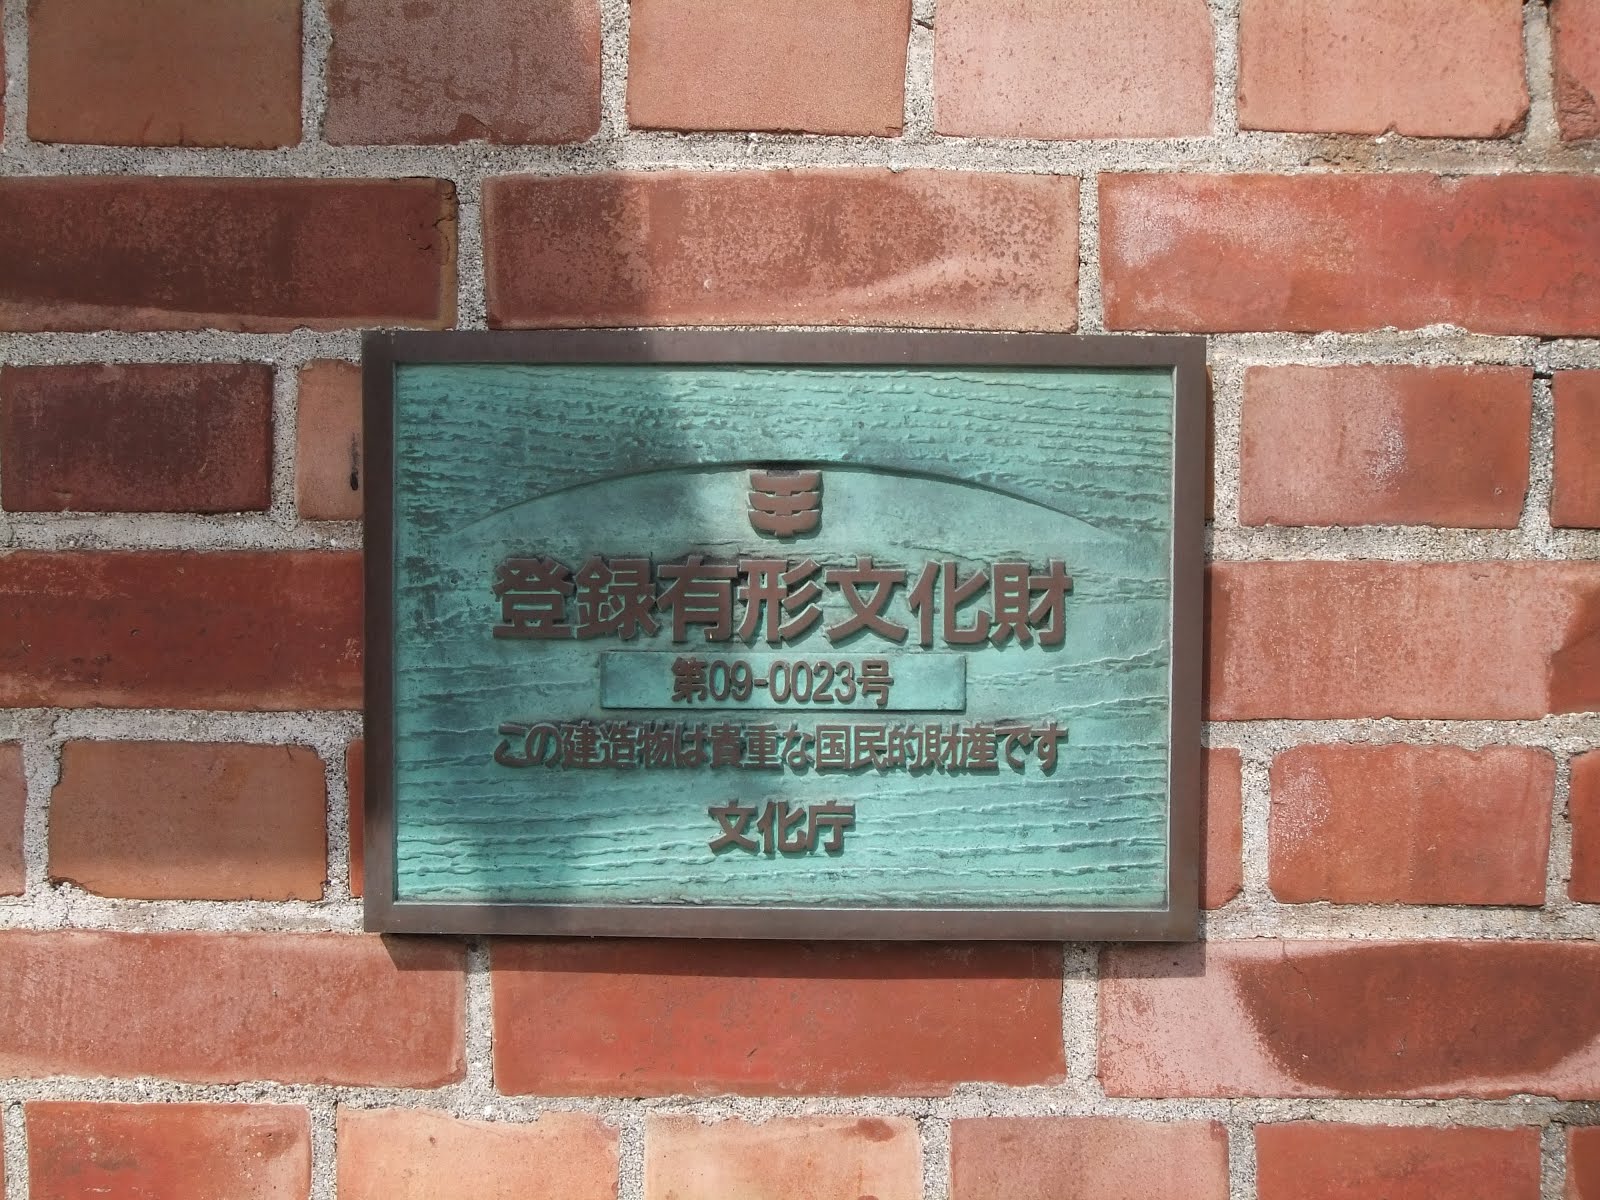 登録有形文化財
第09-0023号
この建造物は貴重な国民的財産です
文化庁